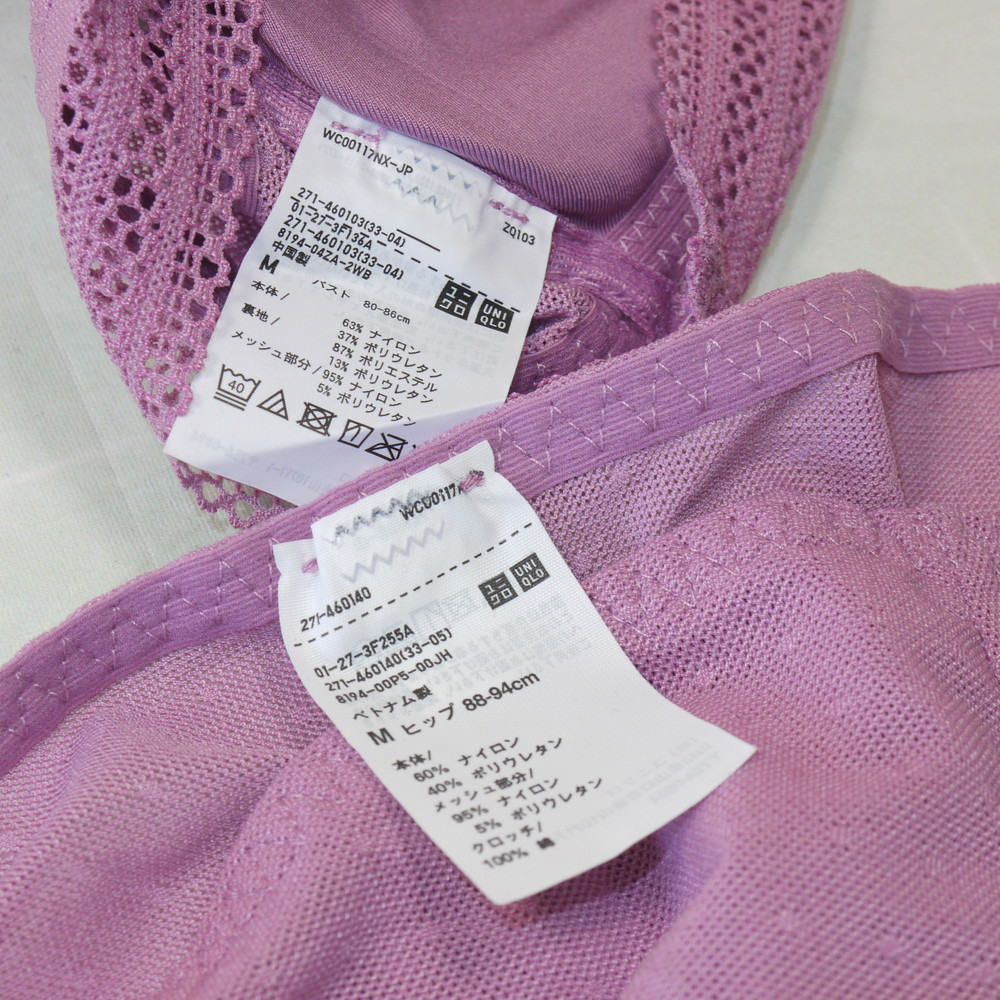 WC00117NX-JP
ZQ103
271-460103(33-04)
01-27-3F136A
271-460103(33-04)
8194-04ZA-2WB
中国製
M
バスト 80-86cm
ユニ
クロ
UNI
QLO
本体/
63% ナイロン
37% ポリウレタン
裏地/
87% ポリエステル
13% ポリウレタン
メッシュ部分/95% ナイロン
5% ポリウレタン
40
WC00117
271-460140
ユニ
クロ
UNI
QLO
01-27-3F255A
271-460140(33-05)
8194-00P5-00JH
ベトナム製
M ヒップ 88-94cm
本体/
60% ナイロン
40% ポリウレタン
メッシュ部分/
95% ナイロン
5% ポリウレタン
クロッチ/
100% 綿